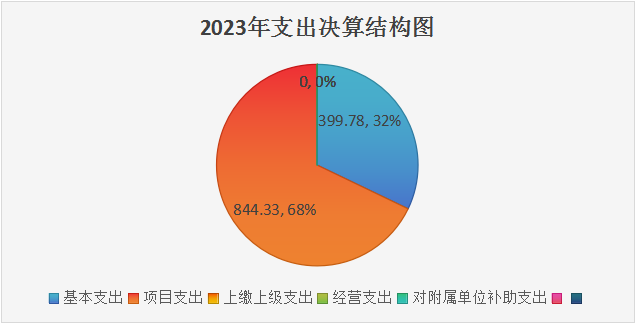 2023年支出决算结构图
0, 0%
399.78, 32%
844.33, 68%
基本支出 项目支出 上缴上级支出 经营支出 对附属单位补助支出